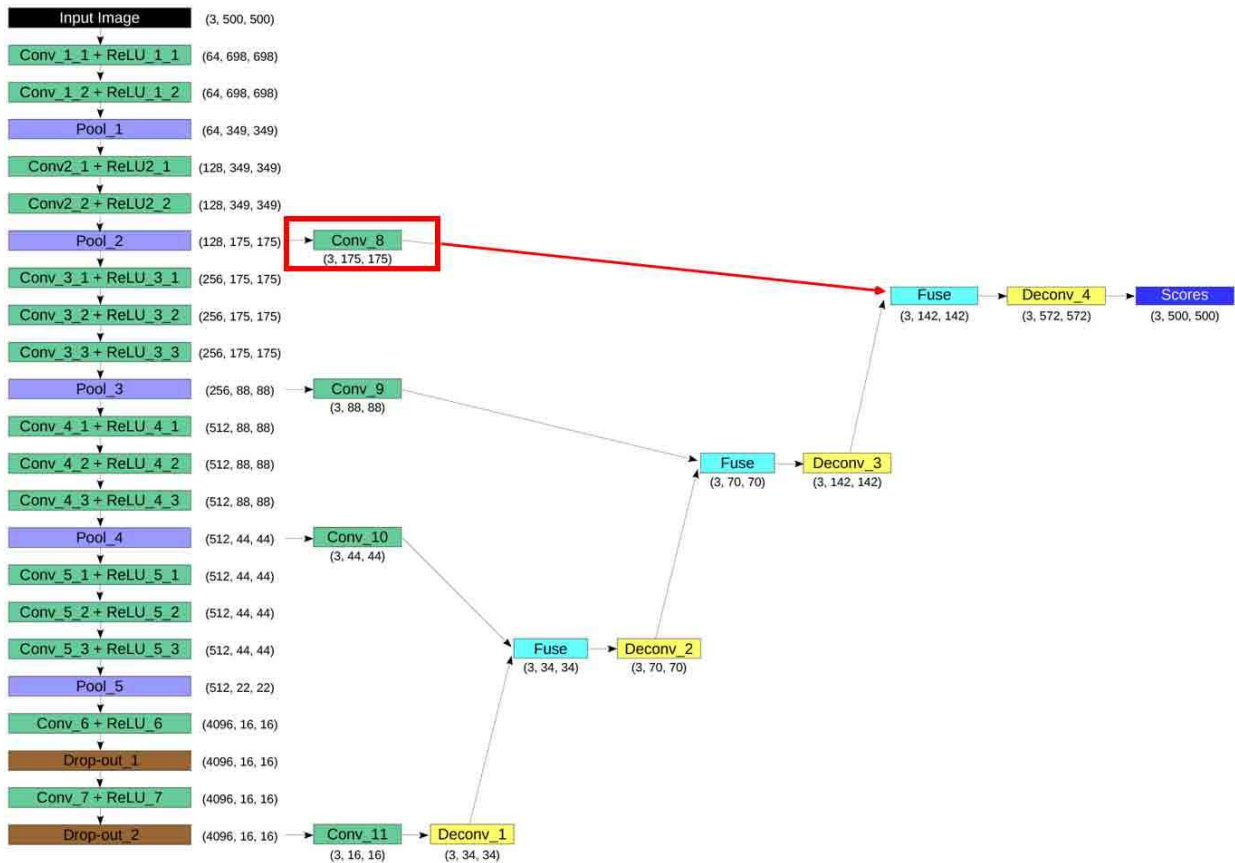 Input Image (3, 500, 500)
Conv_1_1 + ReLU_1_1 (64, 698, 698)
Conv_1_2 + ReLU_1_2 (64, 698, 698)
Pool_1 (64, 349, 349)
Conv2_1 + ReLU2_1 (128, 349, 349)
Conv2_2 + ReLU2_2 (128, 349, 349)
Pool_2 (128, 175, 175) Conv_8
(3, 175, 175)
Conv_3_1 + ReLU_3_1 (256, 175, 175)
Fuse Deconv_4 Scores
(3, 142, 142) (3, 572, 572) (3, 500, 500)
Conv_3_2 + ReLU_3_2 (256, 175, 175)
Conv_3_3 + ReLU_3_3 (256, 175, 175)
Pool_3 (256, 88, 88) Conv_9
(3, 88, 88)
Conv_4_1 + ReLU_4_1 (512, 88, 88)
Conv_4_2 + ReLU_4_2 (512, 88, 88) Fuse Deconv_3
(3, 70, 70) (3, 142, 142)
Conv_4_3 + ReLU_4_3 (512, 88, 88)
Pool_4 (512, 44, 44) Conv_10
(3, 44, 44)
Conv_5_1 + ReLU_5_1 (512, 44, 44)
Conv_5_2 + ReLU_5_2 (512, 44, 44)
Conv_5_3 + ReLU_5_3 (512, 44, 44) Fuse Deconv_2
(3, 34, 34) (3, 70, 70)
Pool_5 (512, 22, 22)
Conv_6 + ReLU_6 (4096, 16, 16)
Drop-out_1 (4096, 16, 16)
Conv_7 + ReLU_7 (4096, 16, 16)
Drop-out_2 (4096, 16, 16) Conv_11 Deconv_1
(3, 16, 16) (3, 34, 34)